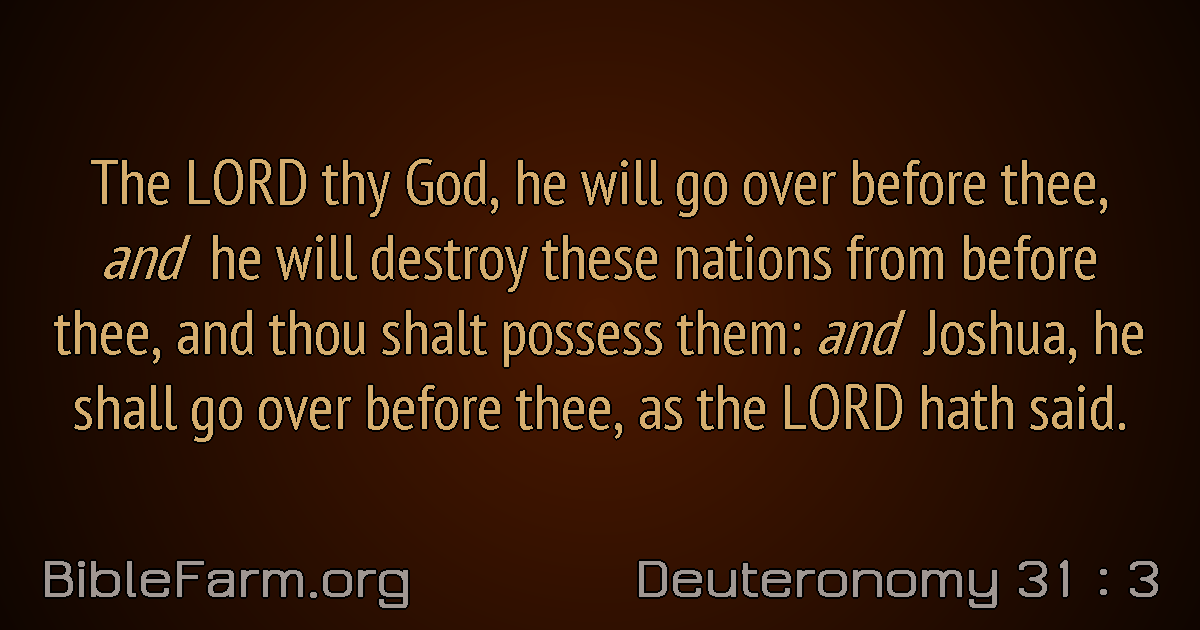 The LORD thy God, he will go over before thee,
and he will destroy these nations from before
thee, and thou shalt possess them: and Joshua, he
shall go over before thee, as the LORD hath said.
BibleFarm.org
Deuteronomy 31 : 3